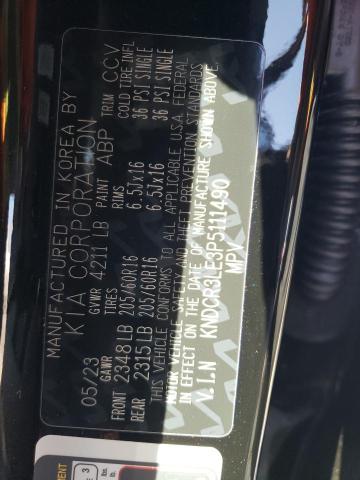 MANUFACTURED IN KOREA BY
KIA CORPORATION
05/23 GVWR 4211 LB PAINT ABP TRIM CCV
GAWR TIRES RIMS COLD TIRE INFL
FRONT 2348 LB 205/60R16 6.5Jx16 36 PSI SINGLE
REAR 2315 LB 205/60R16 6.5Jx16 36 PSI SINGLE
THIS VEHICLE CONFORMS TO ALL APPLICABLE U.S.A. FEDERAL
MOTOR VEHICLE SAFETY AND THEFT PREVENTION STANDARDS
IN EFFECT ON THE DATE OF MANUFACTURE SHOWN ABOVE.
V.I.N KNDCR3LE3P5111490
MPV
3